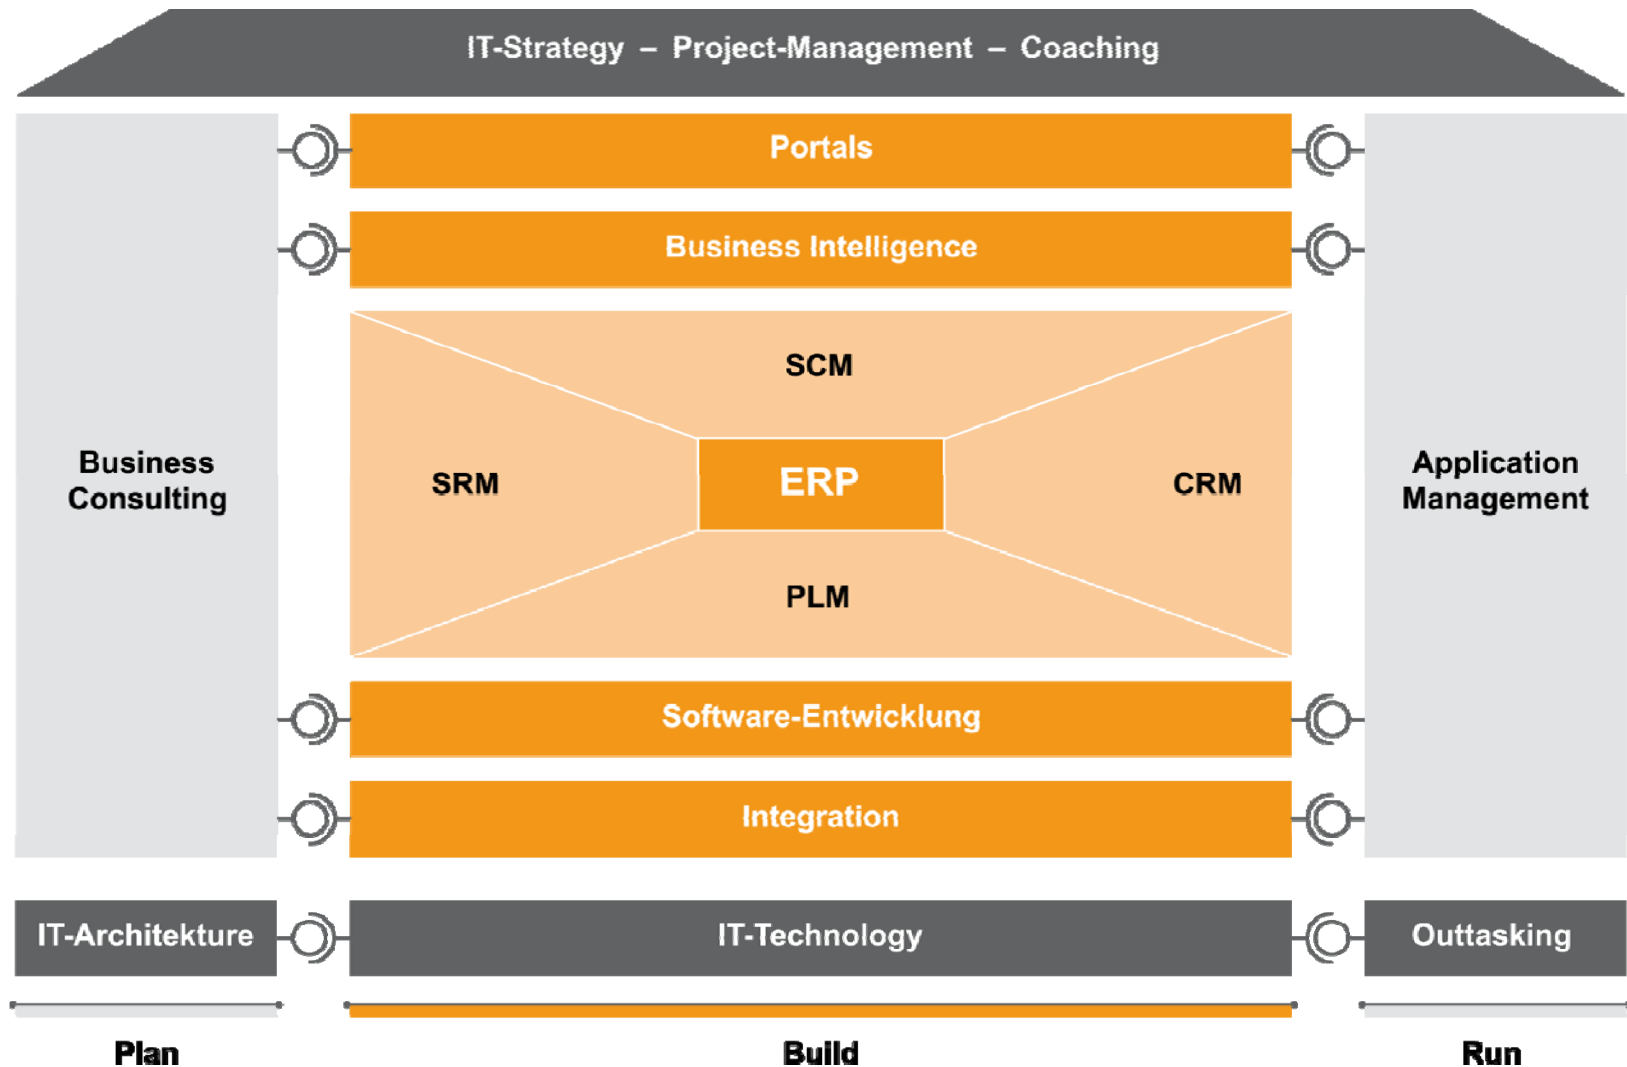 IT-Strategy – Project-Management – Coaching
Portals
Business Intelligence
SCM
Business
Consulting
SRM
ERP
CRM
Application
Management
PLM
Software-Entwicklung
Integration
IT-Architekture
IT-Technology
Outtasking
Plan
Build
Run